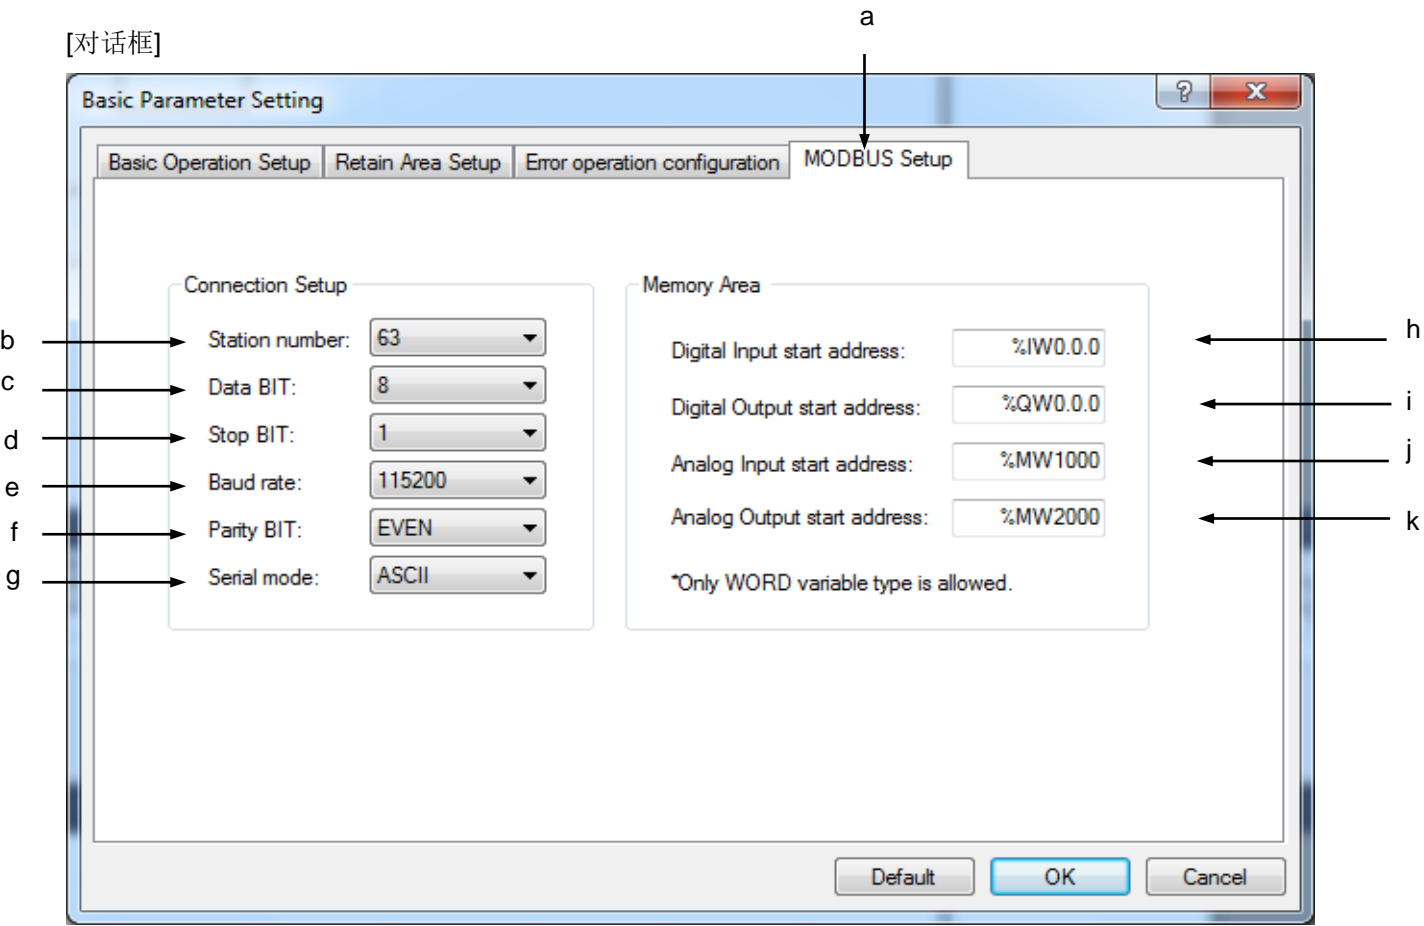 a
[对话框]
Basic Parameter Setting
Basic Operation Setup Retain Area Setup Error operation configuration MODBUS Setup
Connection Setup
b Station number: 63
c Data BIT: 8
d Stop BIT: 1
e Baud rate: 115200
f Parity BIT: EVEN
g Serial mode: ASCII
Memory Area
Digital Input start address: %IW0.0.0 h
Digital Output start address: %QW0.0.0 i
Analog Input start address: %MW1000 j
Analog Output start address: %MW2000 k
*Only WORD variable type is allowed.
Default OK Cancel